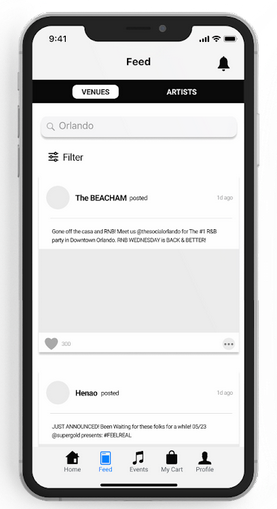 9:41
Feed
VENUES ARTISTS
Orlando
Filter
The BEACHAM posted 1d ago
Gone off the casa and RNB! Meet us @thesocialorlando for The #1 R&B
party in Downtown Orlando. RNB WEDNESDAY is BACK & BETTER!
300
Henao posted 1d ago
JUST ANNOUNCED! Been Waiting for these folks for a while! 05/23
@supergold presents: #FEELREAL
Home Feed Events My Cart Profile